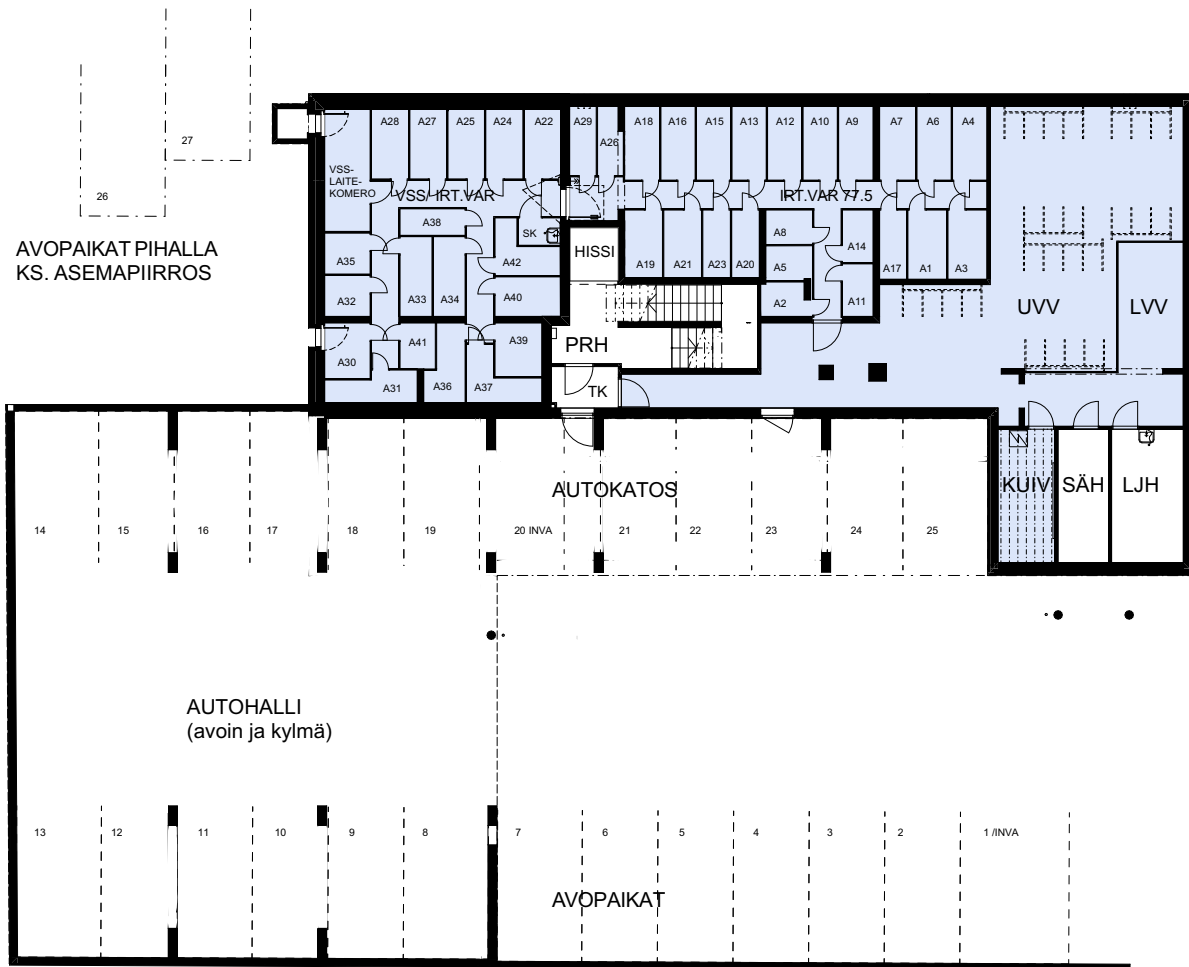 27
26
AVOPAIKAT PIHALLA
KS. ASEMAPIIRROS
A28
A27
A25
A24
A22
A29
A26
A18
A16
A15
A13
A12
A10
A9
A7
A6
A4
VSS-
LAITE-
KOMERO
VSS/ IRT.VAR
IRT.VAR 77.5
A38
SK
A8
A14
A35
A42
HISSI
A19
A21
A23
A20
A5
A17
A1
A3
A32
A33
A34
A40
A2
A11
UVV
LVV
PRH
A30
A41
A39
A31
A36
A37
TK
KUIV
SÄH
LJH
AUTOKATOS
14
15
16
17
18
19
20 INVA
21
22
23
24
25
AUTOHALLI
(avoin ja kylmä)
13
12
11
10
9
8
7
6
5
4
3
2
1 /INVA
AVOPAIKAT